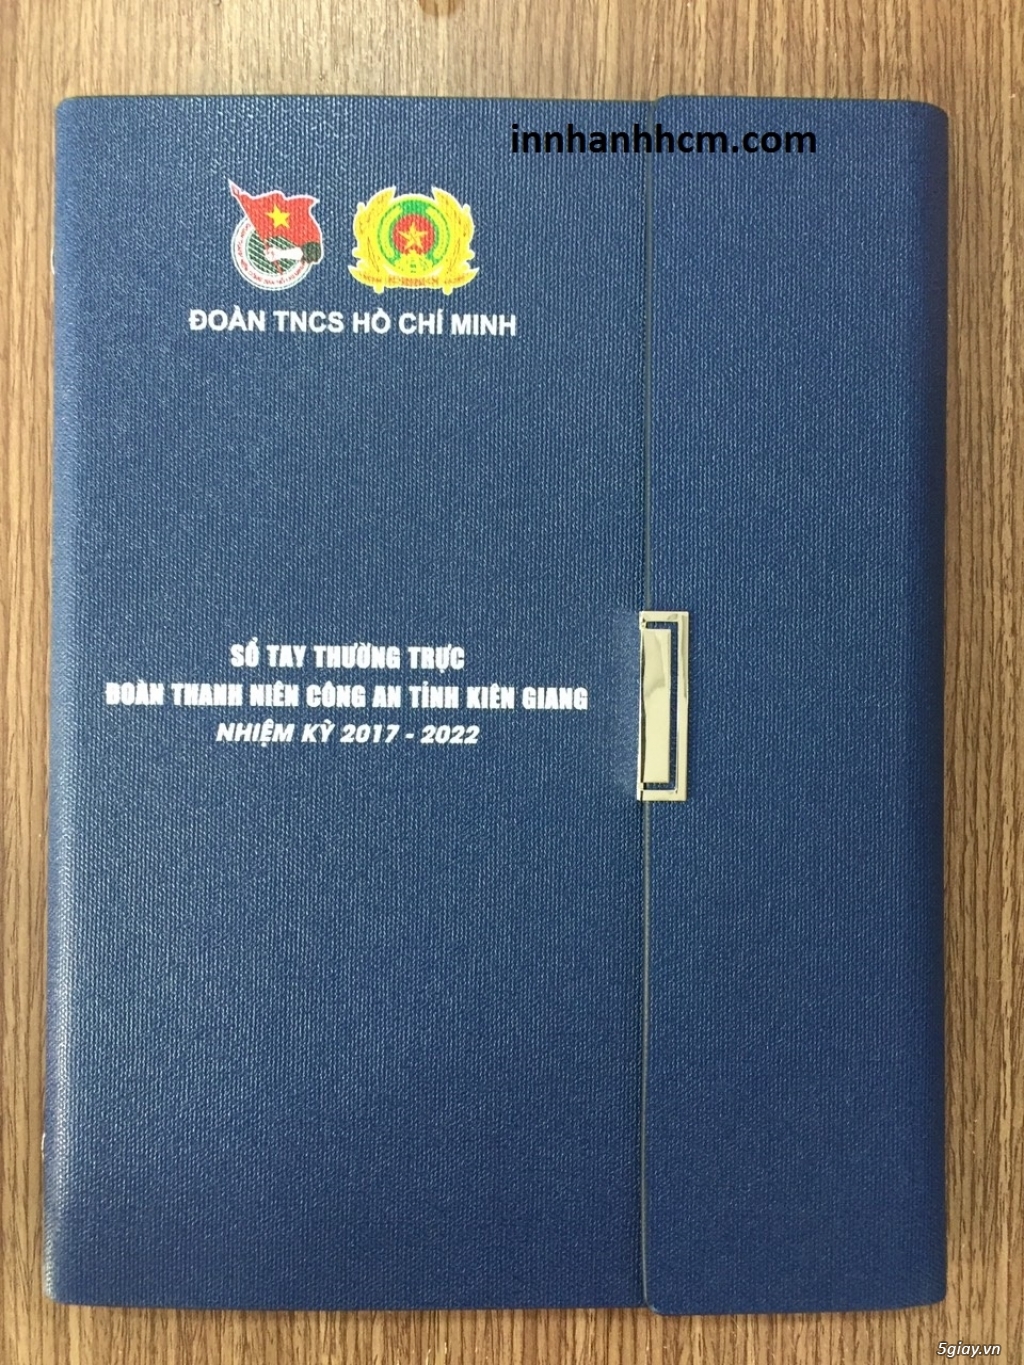 innhanhhcm.com
ĐOÀN TNCS HỒ CHÍ MINH
SỔ TAY THƯỜNG TRỰC
ĐOÀN THANH NIÊN CÔNG AN TỈNH KIÊN GIANG
NHIỆM KỲ 2017 - 2022
5giay.vn